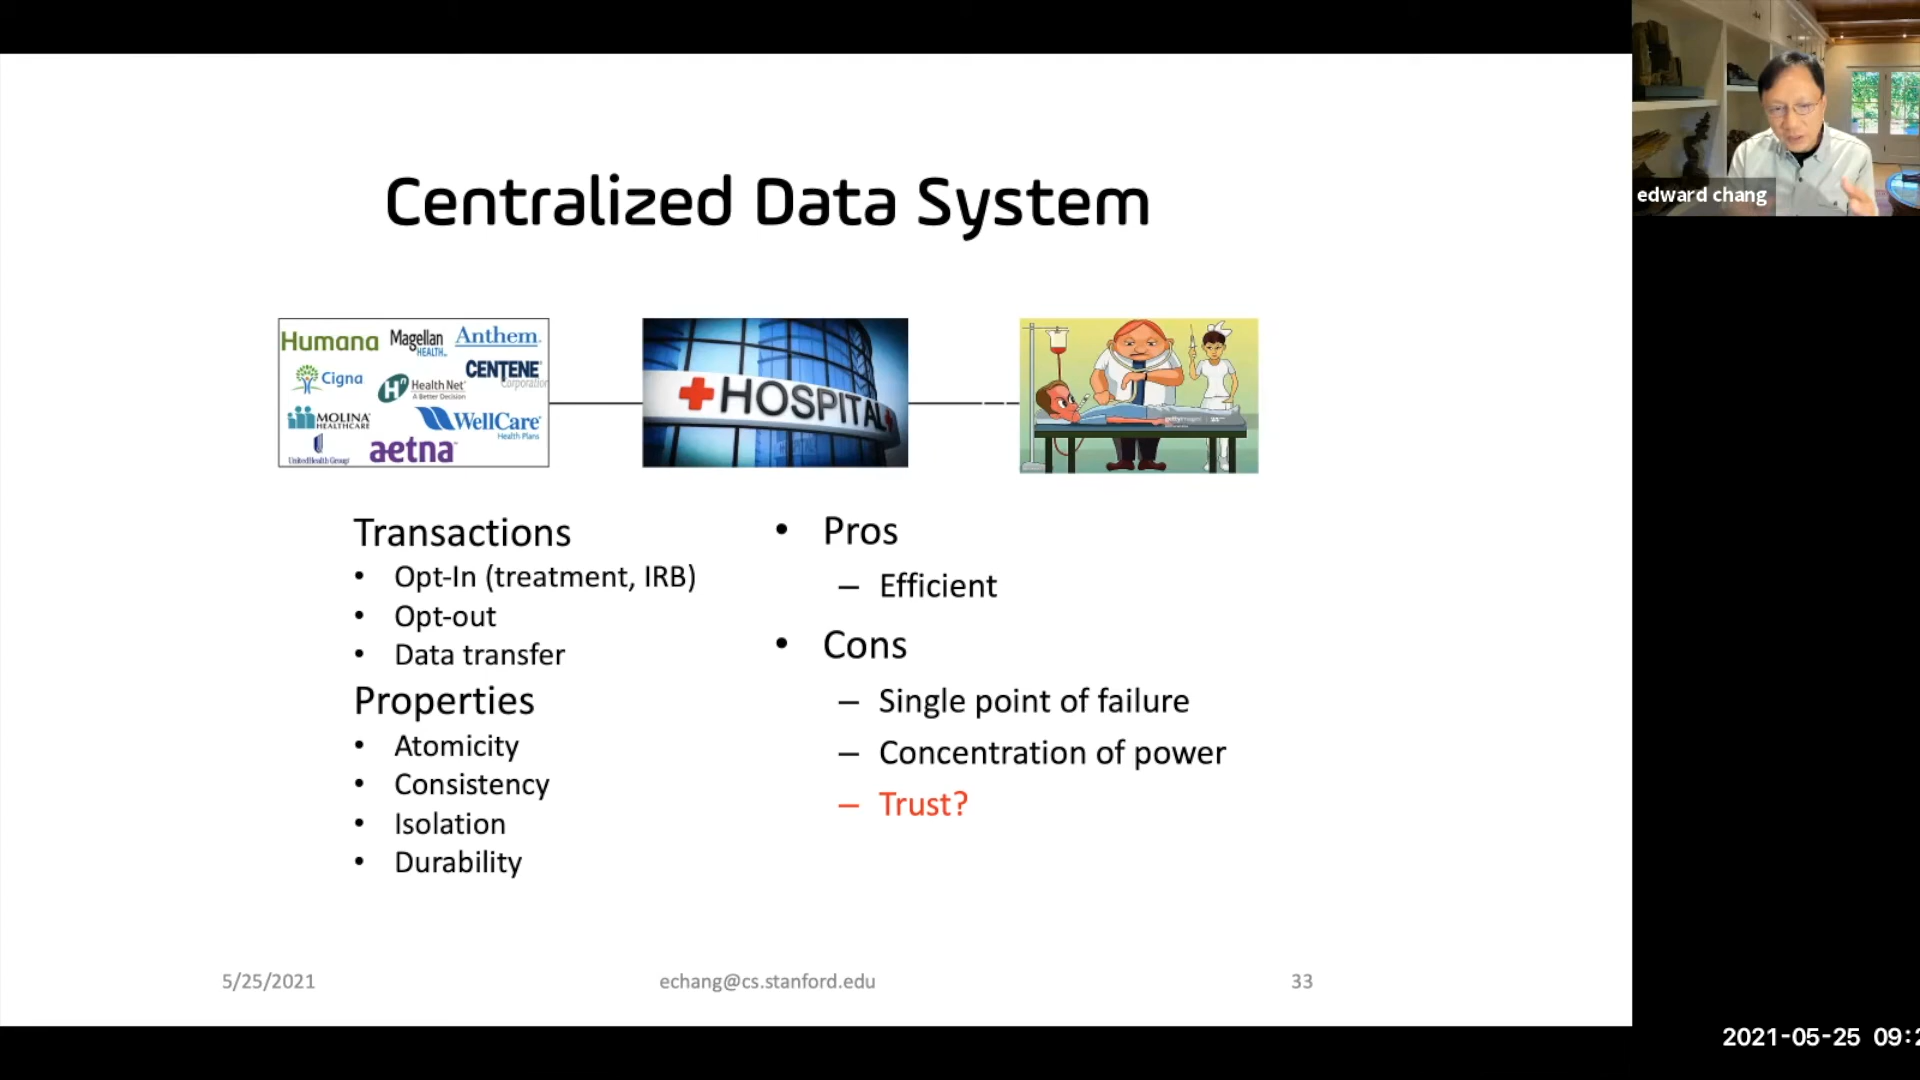 edward chang
Centralized Data System
Humana
Magellan
HEALTH
Anthem
CENTENE
Corporation
Cigna
Health Net
A Better Decision
MOLINA
HEALTHCARE
WellCare
Health Plans
UnitedHealth Group
aetna
HOSPITAL
Transactions
• Opt-In (treatment, IRB)
• Opt-out
• Data transfer
Properties
• Atomicity
• Consistency
• Isolation
• Durability
• Pros
– Efficient
• Cons
– Single point of failure
– Concentration of power
– Trust?
5/25/2021
echang@cs.stanford.edu
33
2021-05-25 09:2